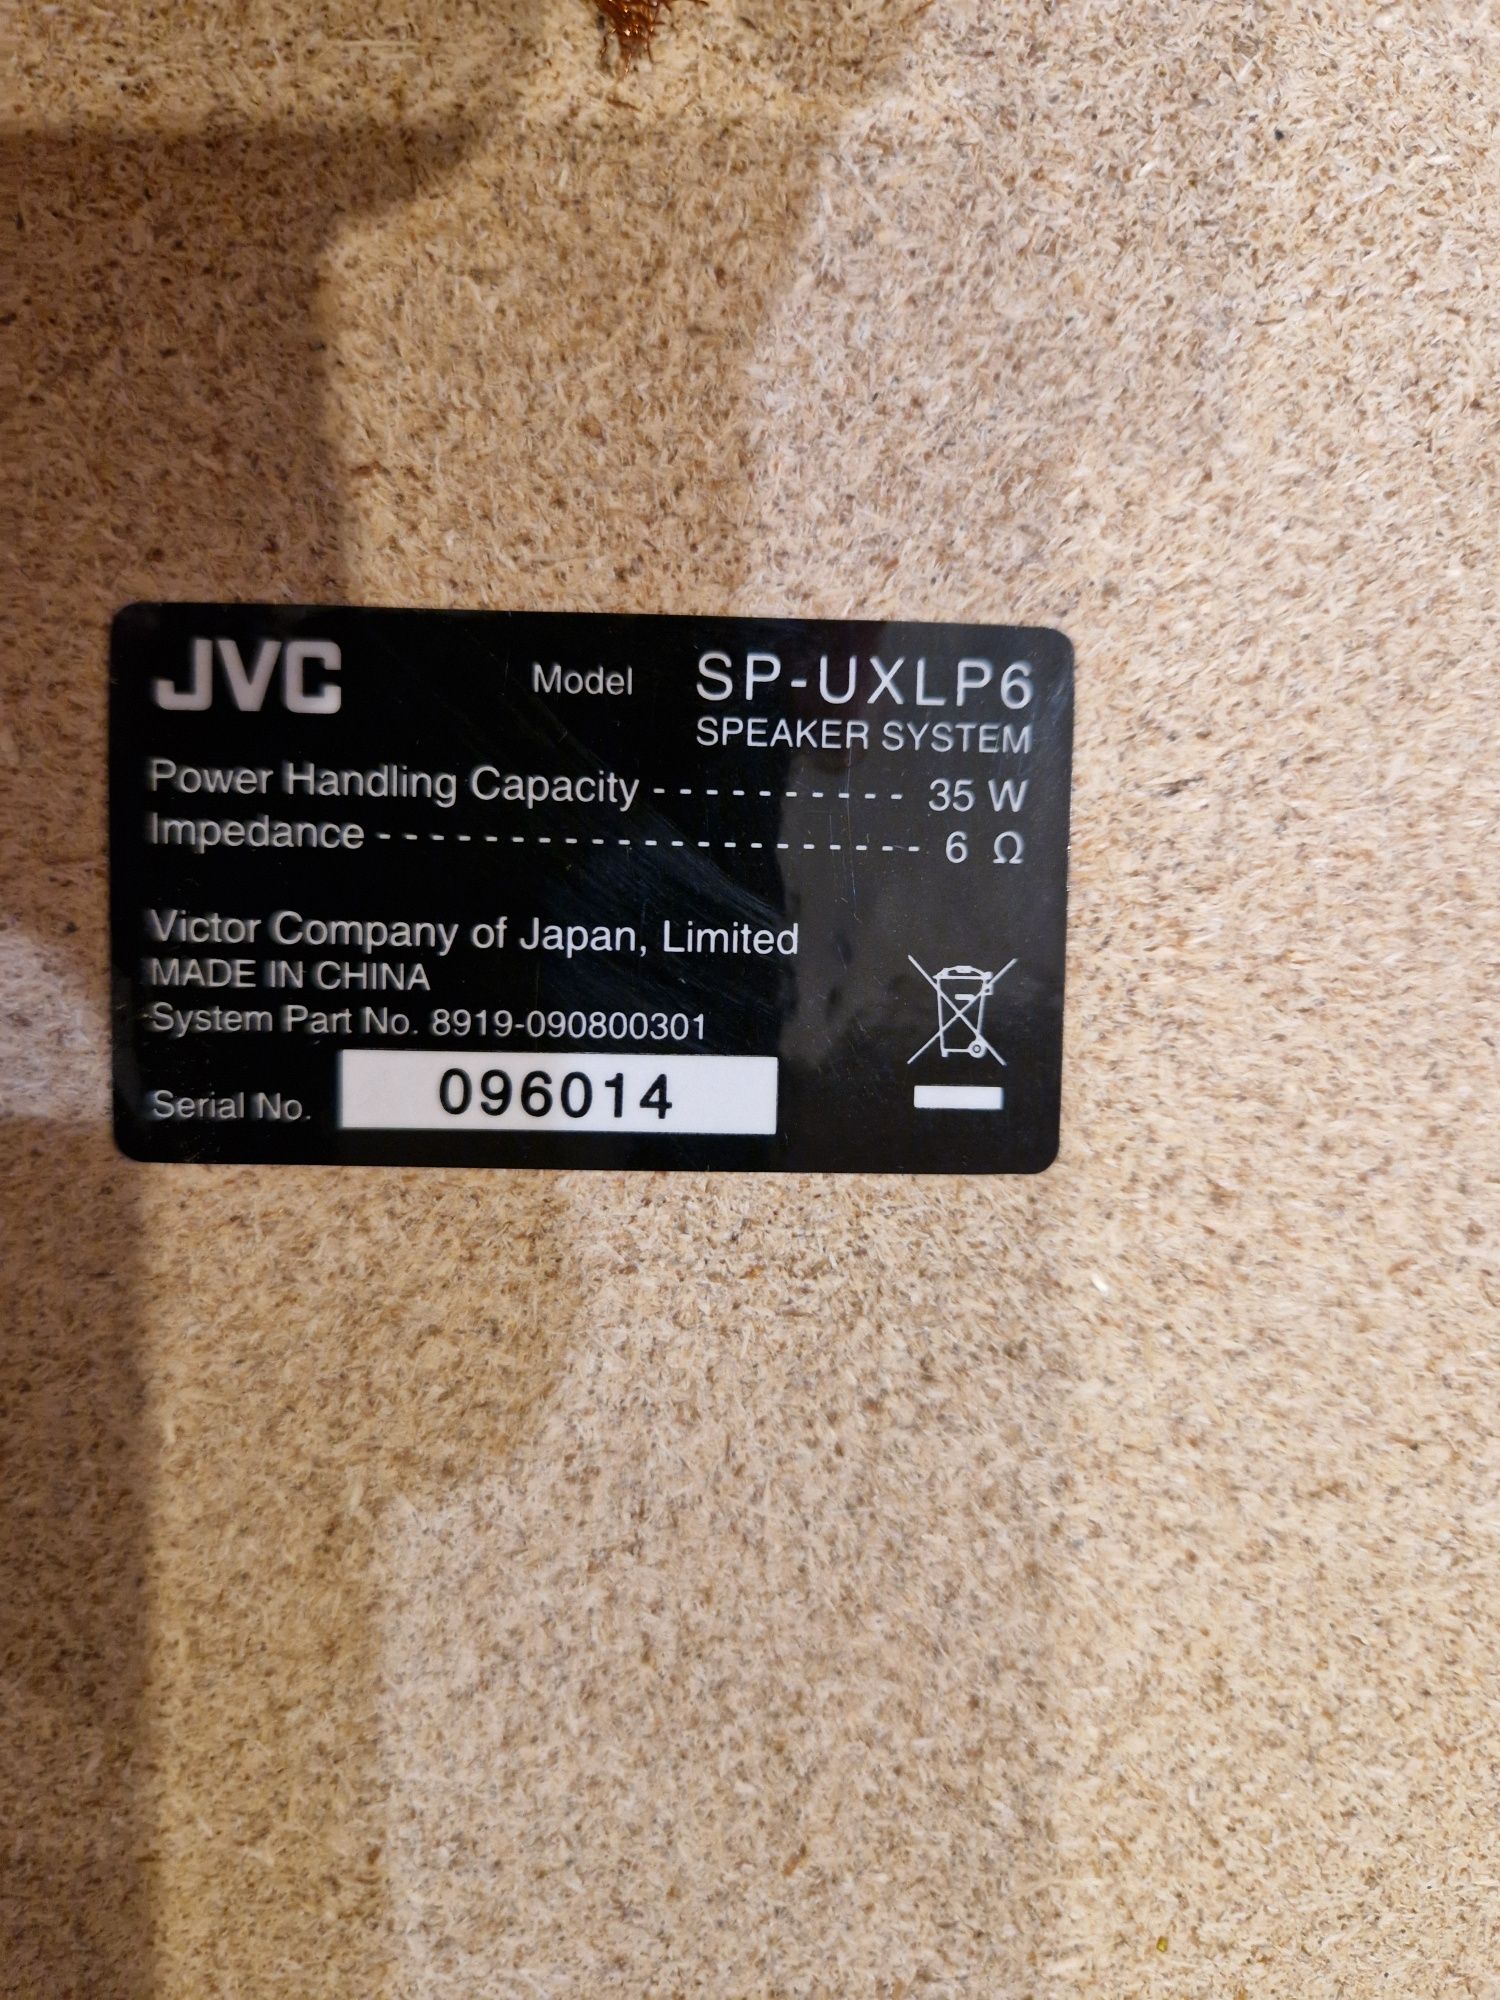 JVC Model SP-UXLP6
SPEAKER SYSTEM
Power Handling Capacity ---------- 35 W
Impedance --------------------- 6 Ω
Victor Company of Japan, Limited
MADE IN CHINA
System Part No. 8919-090800301
Serial No. 096014